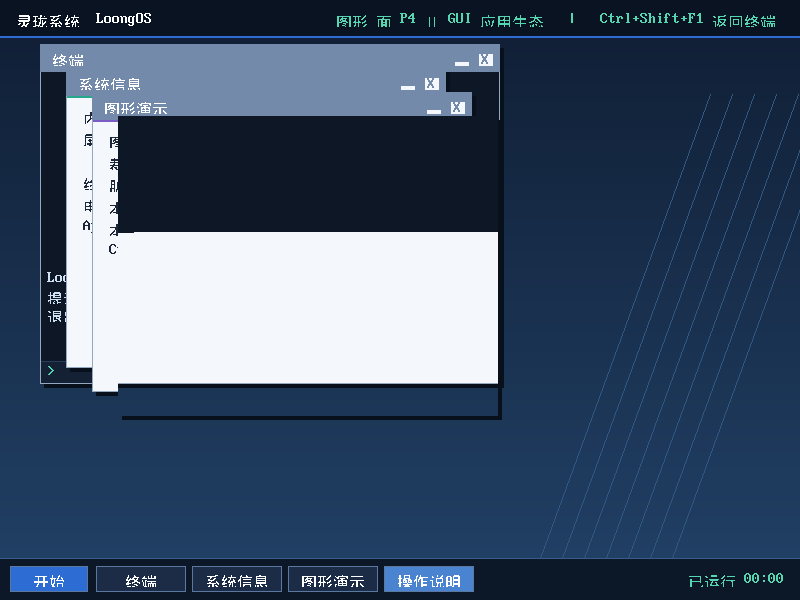 灵珑系统 LoongOS
图形 面 P4 || GUI 应用生态 | Ctrl+Shift+F1 返回终端
终端
X
系统信息
X
图形演示
X
Loo
>
开始
终端
系统信息
图形演示
操作说明
已运行 00:00